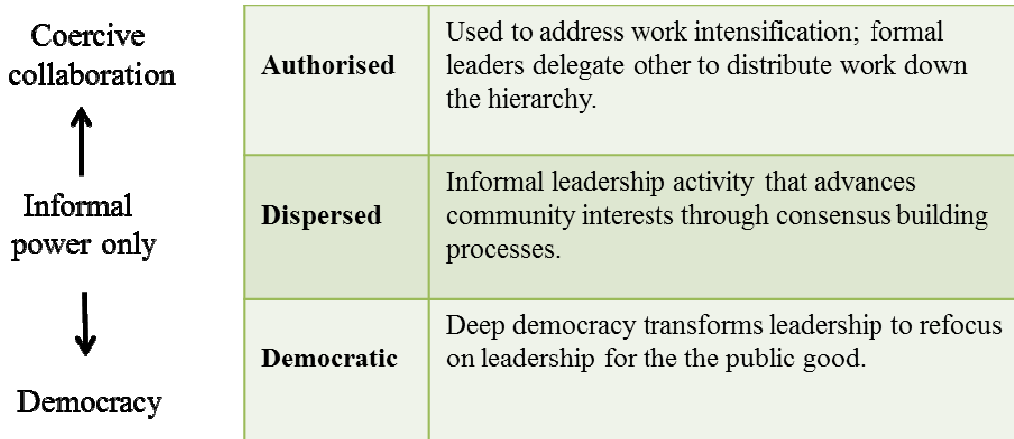 Coercive
collaboration
Informal
power only
Democracy
Authorised
Used to address work intensification; formal
leaders delegate other to distribute work down
the hierarchy.
Dispersed
Informal leadership activity that advances
community interests through consensus building
processes.
Democratic
Deep democracy transforms leadership to refocus
on leadership for the the public good.